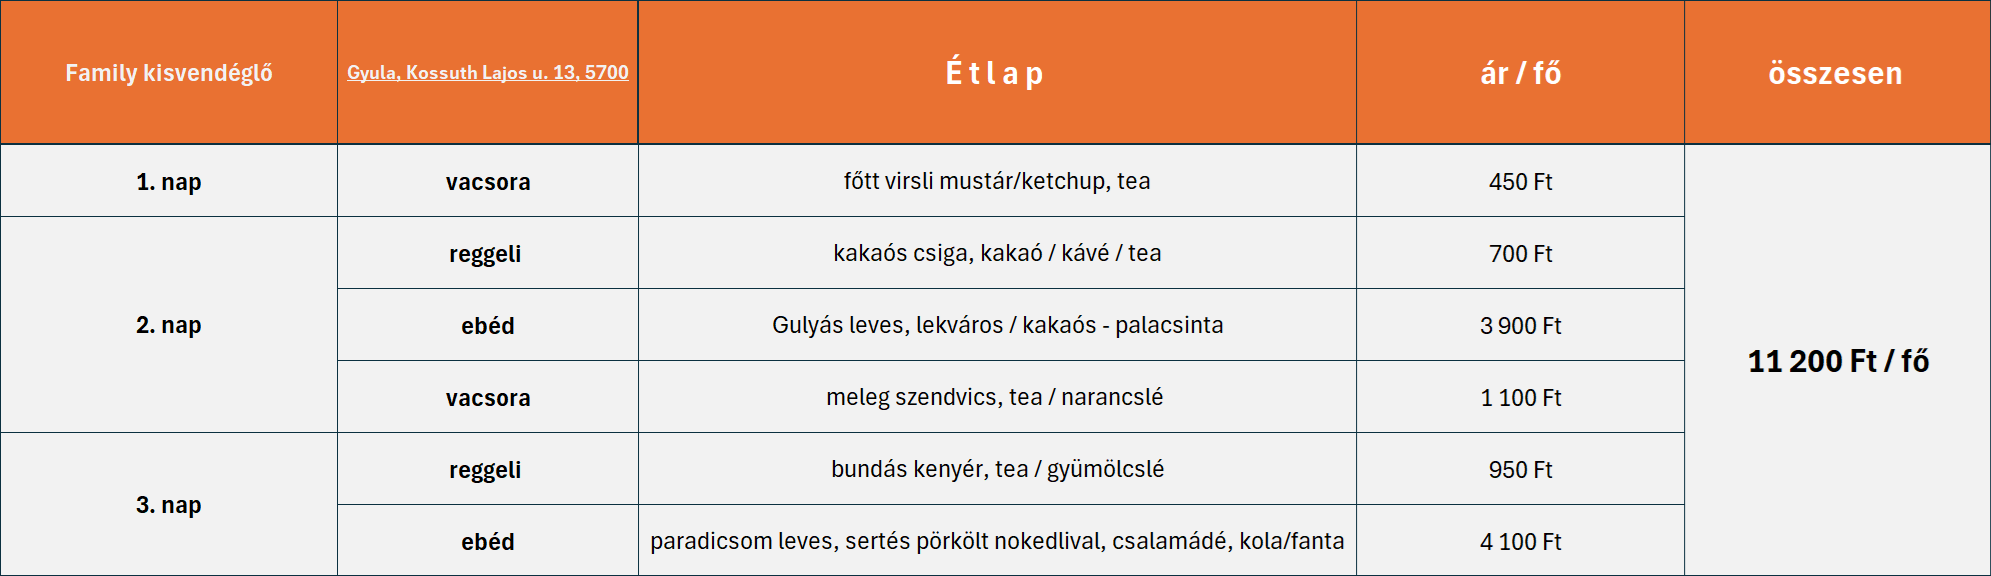 Family kisvendéglő Gyula, Kossuth Lajos u. 13, 5700 Étlap ár / fő összesen
1. nap vacsora főtt virsli mustár/ketchup, tea 450 Ft
reggeli kakaós csiga, kakaó / kávé / tea 700 Ft
2. nap ebéd Gulyás leves, lekváros / kakaós - palacsinta 3 900 Ft
11 200 Ft / fő
vacsora meleg szendvics, tea / narancslé 1 100 Ft
reggeli bundás kenyér, tea / gyümölcslé 950 Ft
3. nap
ebéd paradicsom leves, sertés pörkölt nokedlival, csalamádé, kola/fanta 4 100 Ft